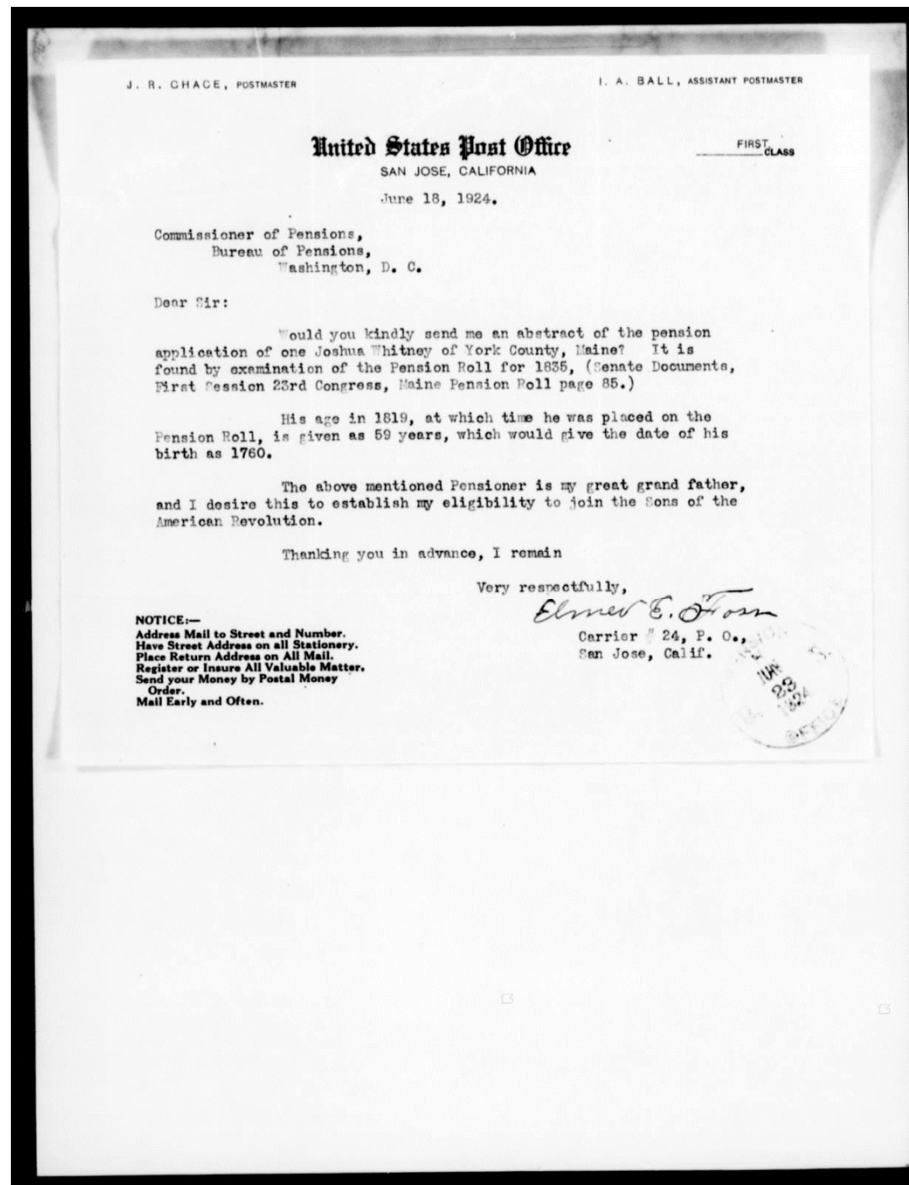 J. R. CHACE, POSTMASTER
I. A. BALL, ASSISTANT POSTMASTER
United States Post Office
FIRST CLASS
SAN JOSE, CALIFORNIA
June 18, 1924.
Commissioner of Pensions,
Bureau of Pensions,
Washington, D. C.
Dear Sir:
Would you kindly send me an abstract of the pension
application of one Joshua Whitney of York County, Maine? It is
found by examination of the Pension Roll for 1835, (Senate Documents,
First Session 23rd Congress, Maine Pension Roll page 85.)
His age in 1819, at which time he was placed on the
Pension Roll, is given as 59 years, which would give the date of his
birth as 1760.
The above mentioned Pensioner is my great grand father,
and I desire this to establish my eligibility to join the Sons of the
American Revolution.
Thanking you in advance, I remain
Very respectfully,
Elmer E. Foss
Carrier " 24, P. O.,
San Jose, Calif.
NOTICE:—
Address Mail to Street and Number.
Have Street Address on all Stationery.
Place Return Address on All Mail.
Register or Insure All Valuable Matter.
Send your Money by Postal Money
Order.
Mail Early and Often.
JUN
23
1924
OFFICE